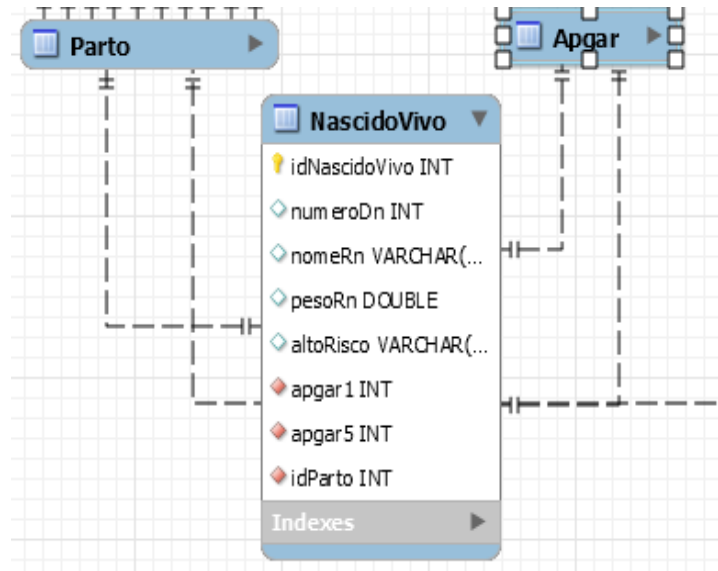 Parto
Apgar
NascidoVivo
idNascidoVivo INT
numeroDn INT
nomeRn VARCHAR(...
pesoRn DOUBLE
altoRisco VARCHAR(...
apgar1 INT
apgar5 INT
idParto INT
Indexes